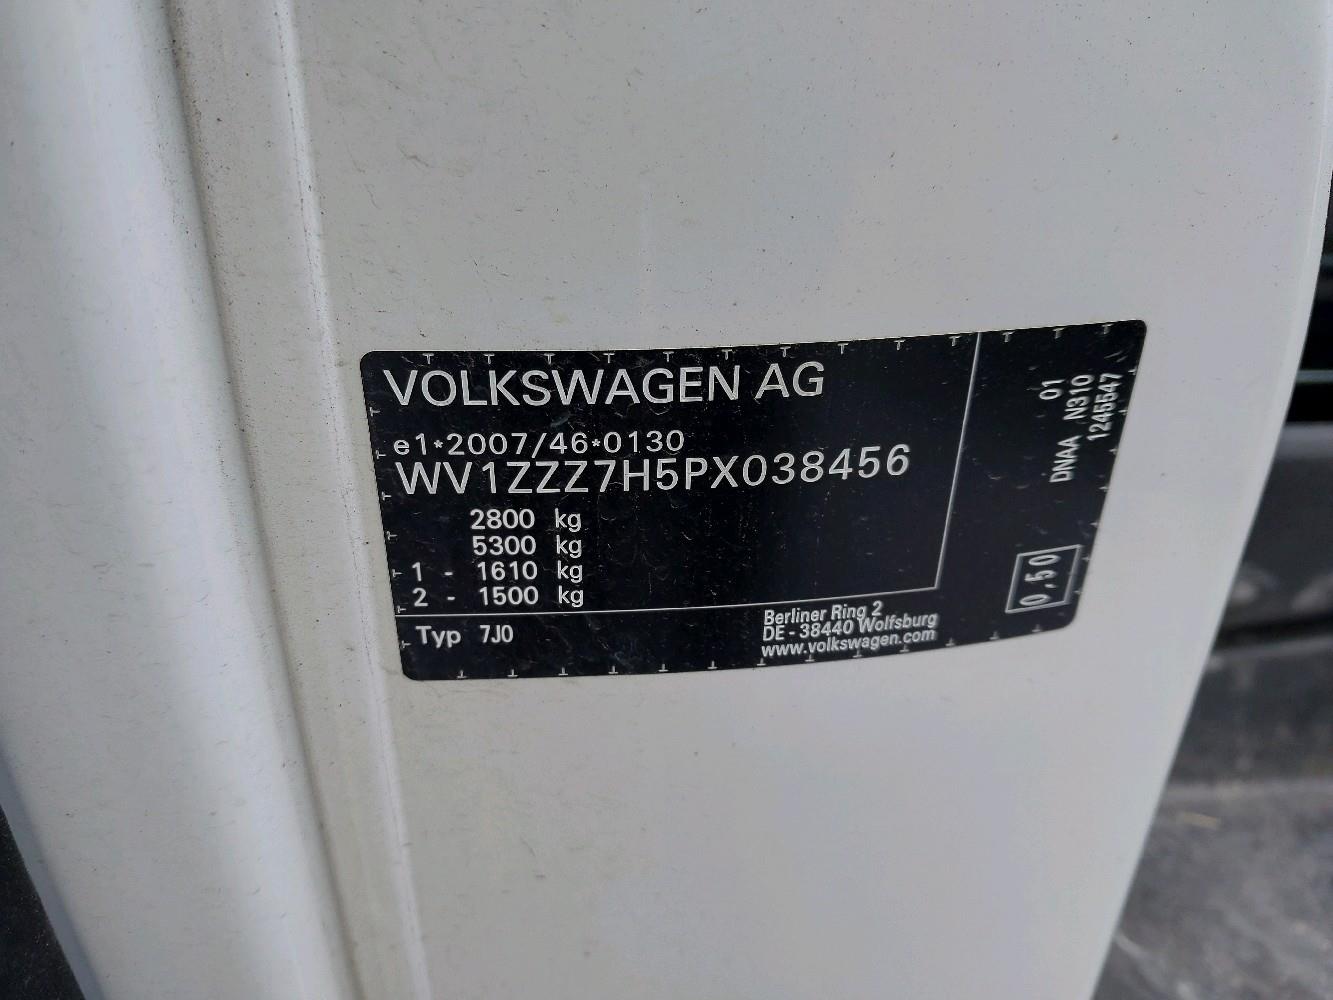 VOLKSWAGEN AG
e1*2007/46*0130
WV1ZZZ7H5PX038456
2800 kg
5300 kg
1 - 1610 kg
2 - 1500 kg
Typ 7J0
Berliner Ring 2
DE - 38440 Wolfsburg
www.volkswagen.com
01
DNAA N310
1245547
0,50